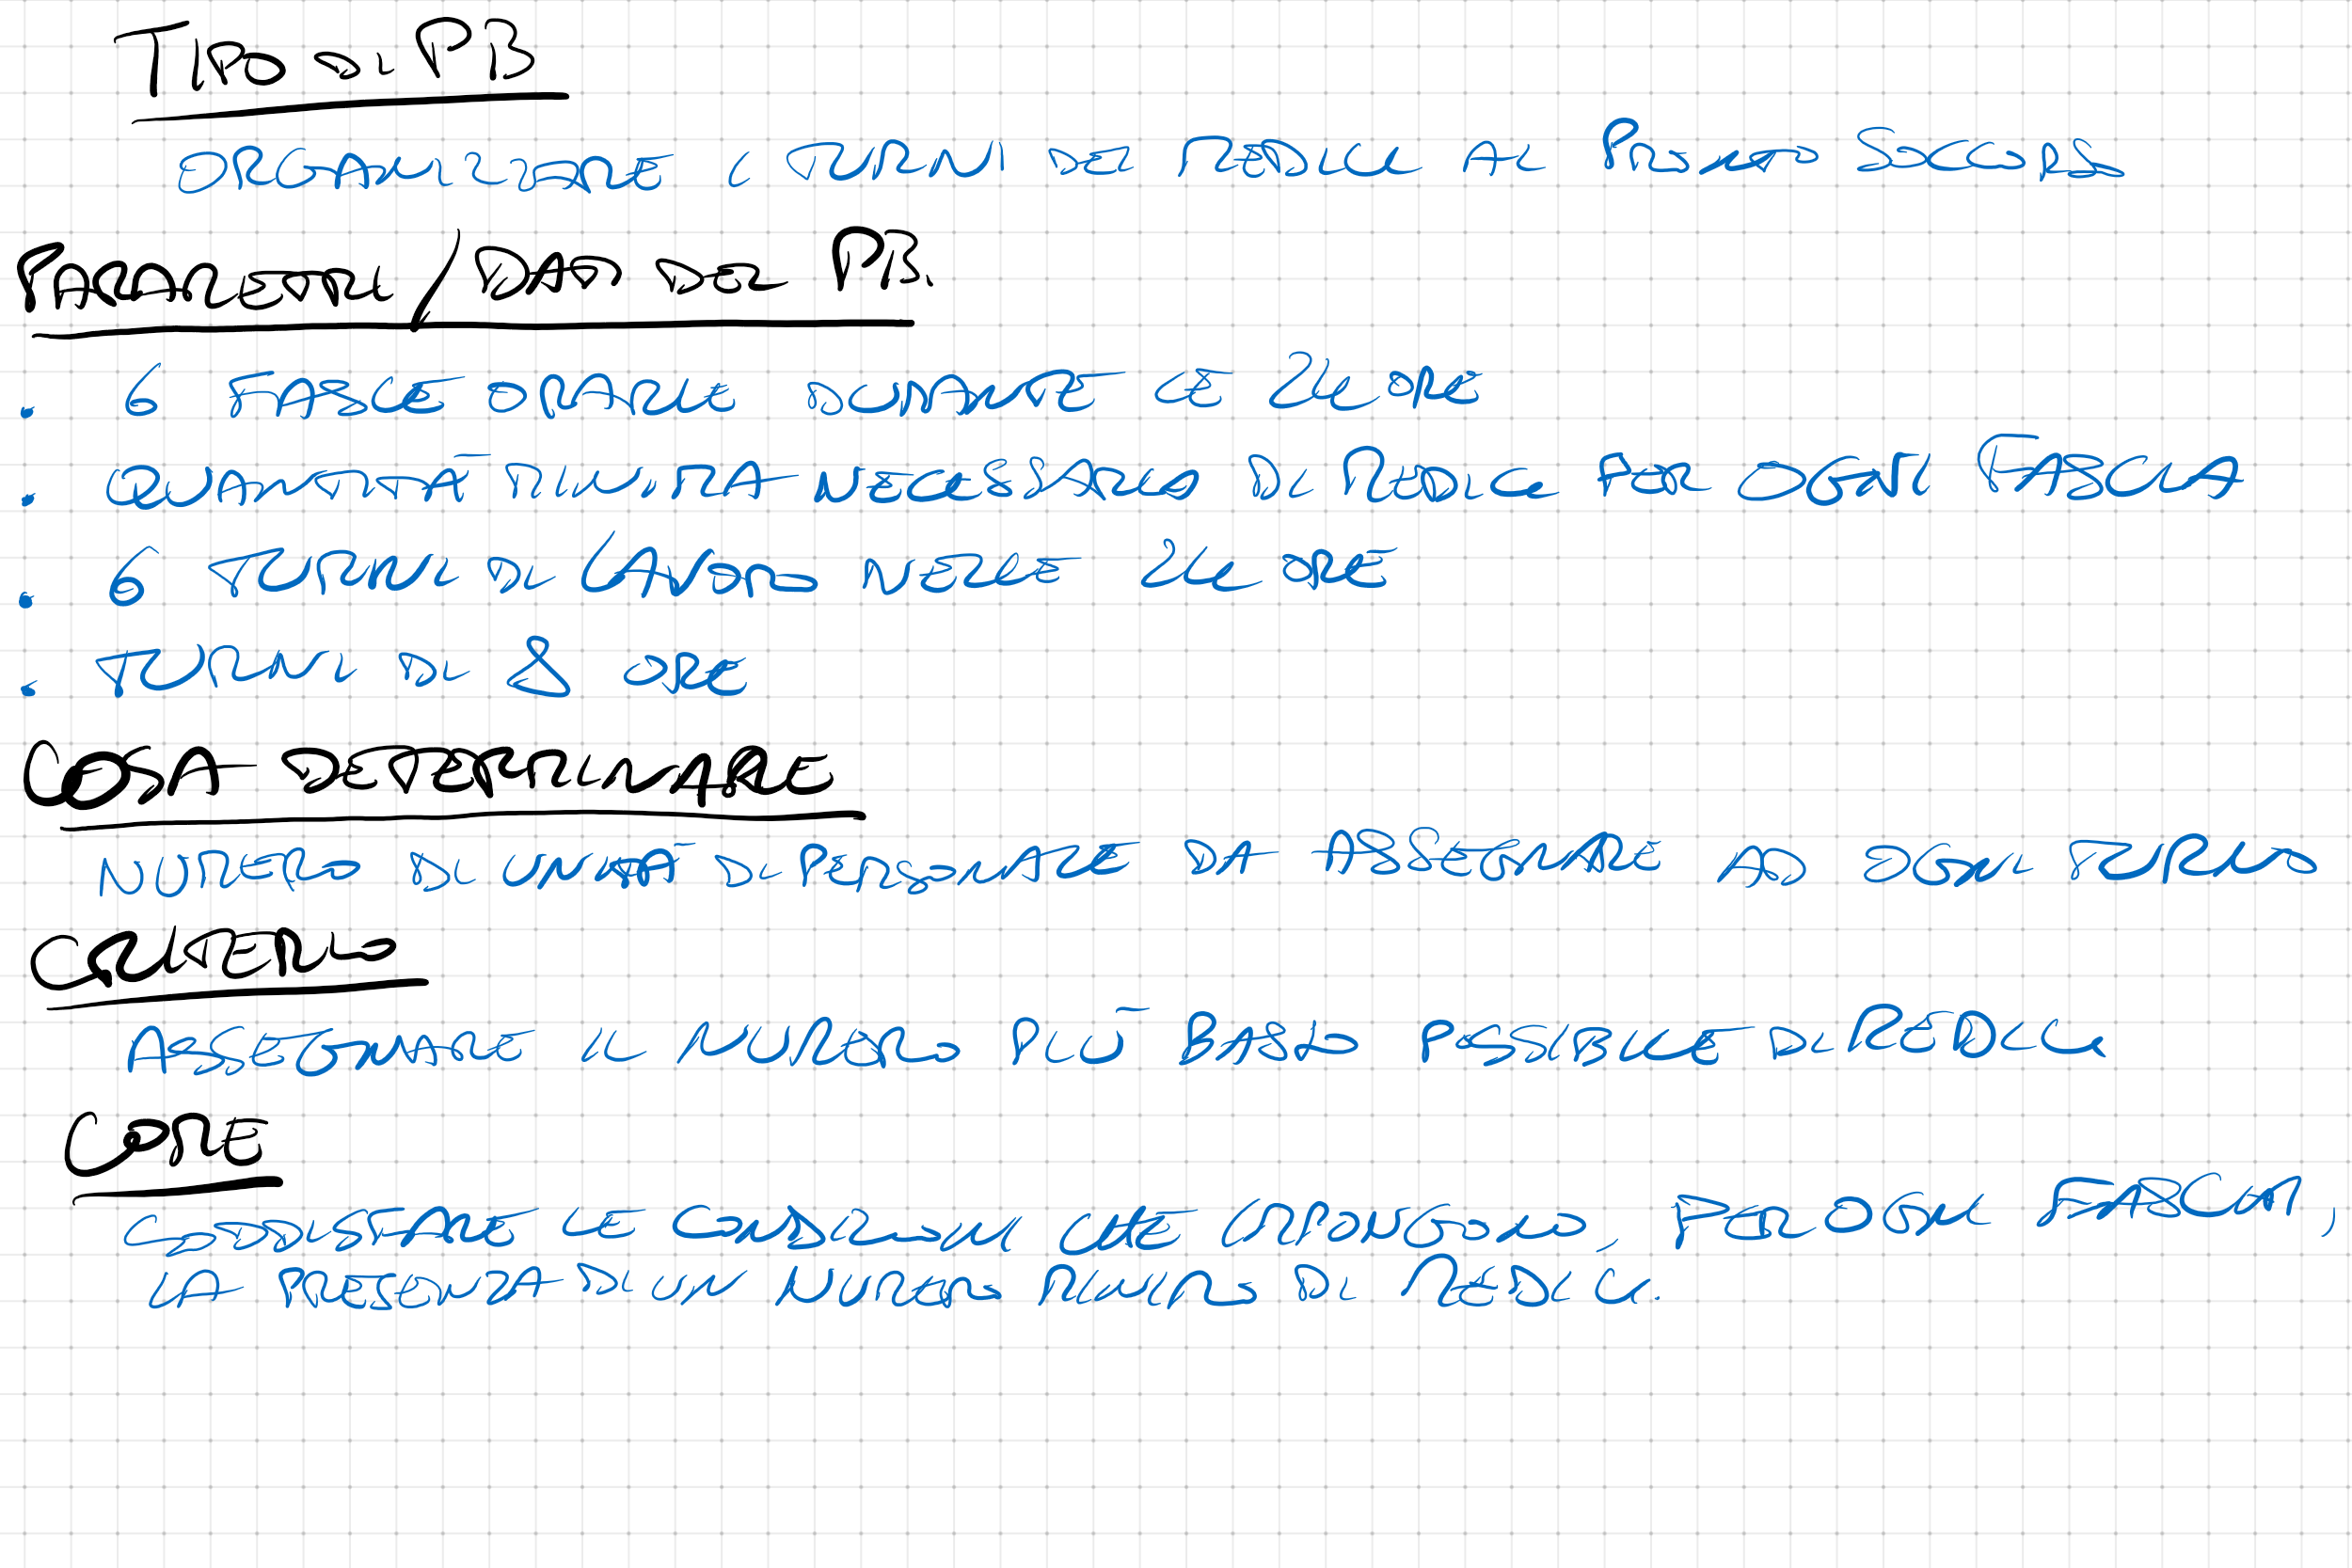 TIPO DI PB
ORGANIZZARE I TURNI DEI MEDICI AL PRIMO SOCCORSO
PARAMETRI/DATI DEL PB.
. 6 FASCE ORARIE DURANTE LE 24 ORE
. QUANTITÀ MINIMA NECESSARIA DI MEDICI PER OGNI FASCIA
. 6 TURNI DI LAVORO NELLE 24 ORE
. TURNI DI 8 ORE
COSA DETERMINARE
NUMERO DI UNITÀ DI PERSONALE DA ASSEGNARE AD OGNI TURNO
CRITERIO
ASSEGNARE IL NUMERO PIÙ BASSO POSSIBILE DI MEDICI
CORE
SODDISFARE LE CONDIZIONI CHE IMPONGONO, PER OGNI FASCIA,
LA PRESENZA DI UN NUMERO MINIMO DI MEDICI.